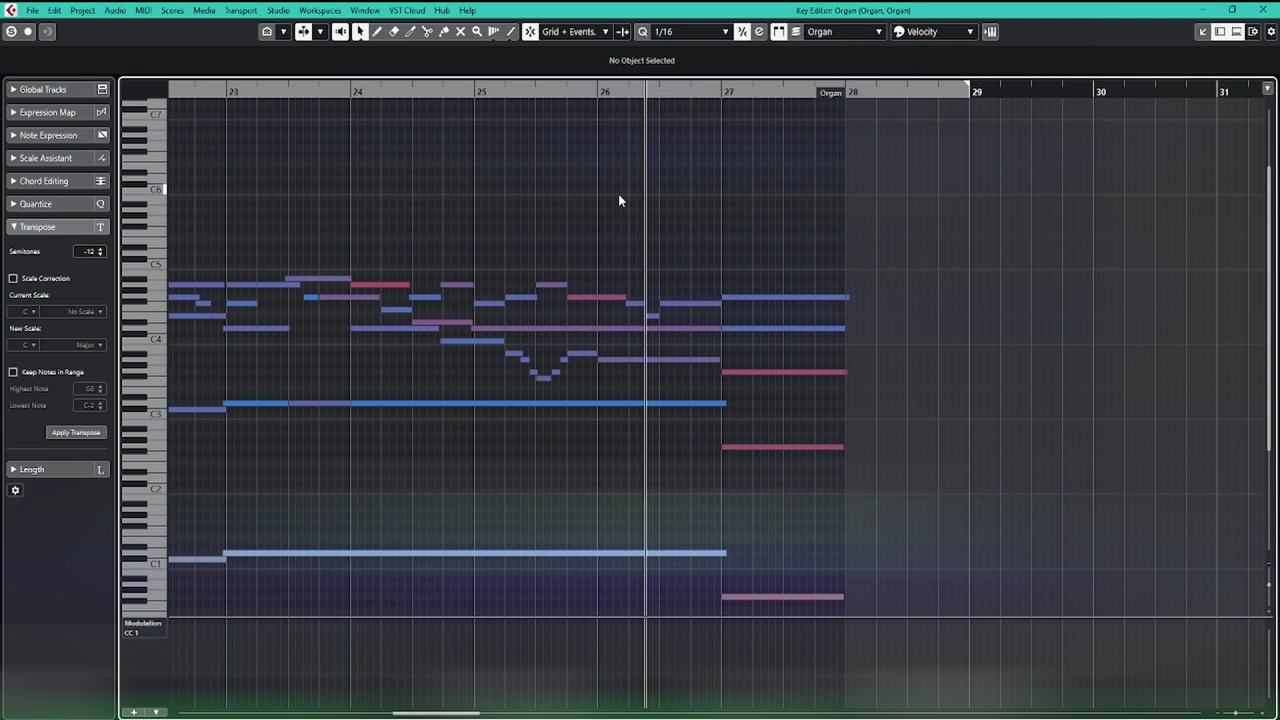 File Edit Project Audio MIDI Scores Media Transport Studio Workspaces Window VST Cloud Hub Help
Key Editor: Organ (Organ, Organ)
S Grid + Events. Q 1/16 Organ Velocity
No Object Selected
Global Tracks
Expression Map
Note Expression
Scale Assistant
Chord Editing
Quantize Q
Transpose T
Semitones -12
Scale Correction
Current Scale:
C No Scale
New Scale:
C Major
Keep Notes in Range
Highest Note G8
Lowest Note C-2
Apply Transpose
Length L
23 24 25 26 27 Organ 28 29 30 31
C7
C6
C5
C4
C3
C2
C1
Modulation
CC 1